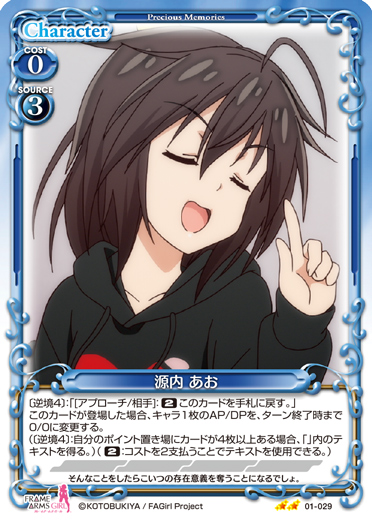 Precious Memories
Character
COST
0
SOURCE
3
源内 あお
〔逆境4〕:「[アプローチ/相手]:2 このカードを手札に戻す。」
このカードが登場した場合、キャラ1枚のAP/DPを、ターン終了時まで
0/0に変更する。
(〔逆境4〕:自分のポイント置き場にカードが4枚以上ある場合、「」内のテ
キストを得る。)( 2 :コストを2支払うことでテキストを使用できる。)
そんなことをしたらこいつの存在意義を奪うことになるでしょ。
FRAME
ARMS GIRL
©KOTOBUKIYA / FAGirl Project
01-029